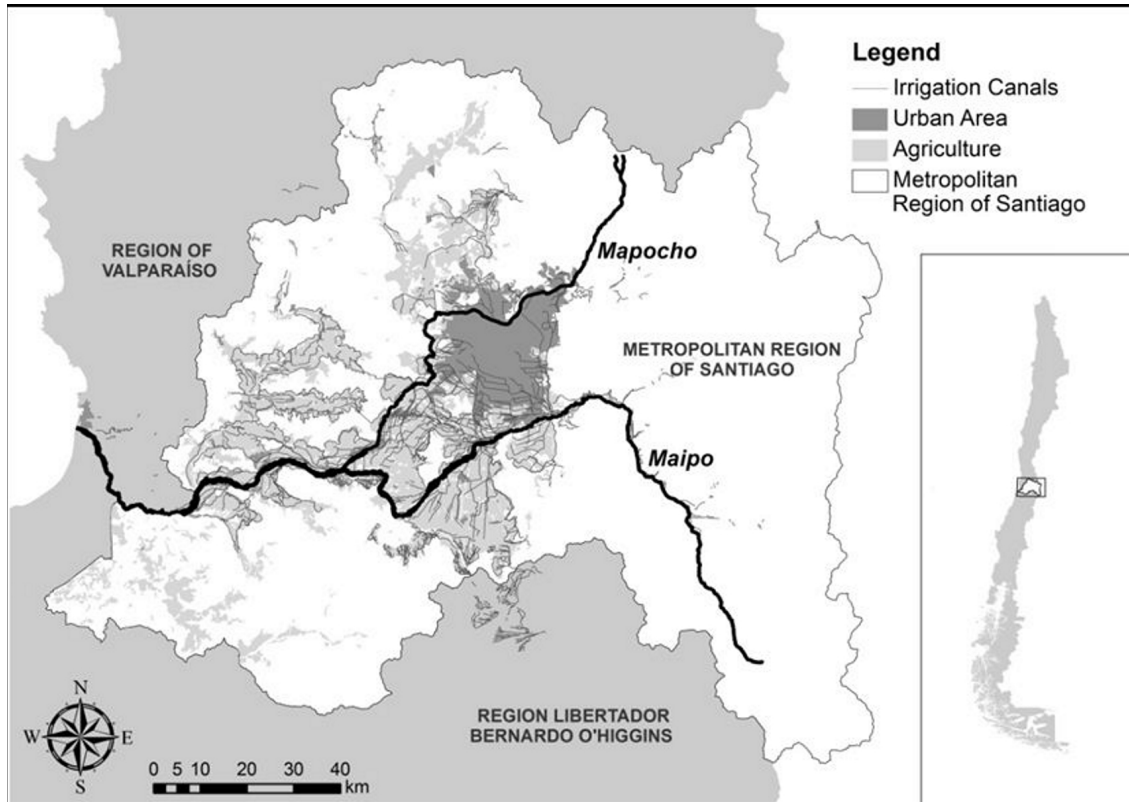 Legend
Irrigation Canals
Urban Area
Agriculture
Metropolitan
Region of Santiago
REGION OF
VALPARAÍSO
Mapocho
METROPOLITAN REGION
OF SANTIAGO
Maipo
REGION LIBERTADOR
BERNARDO O'HIGGINS
N
W
E
S
0 5 10 20 30 40
km